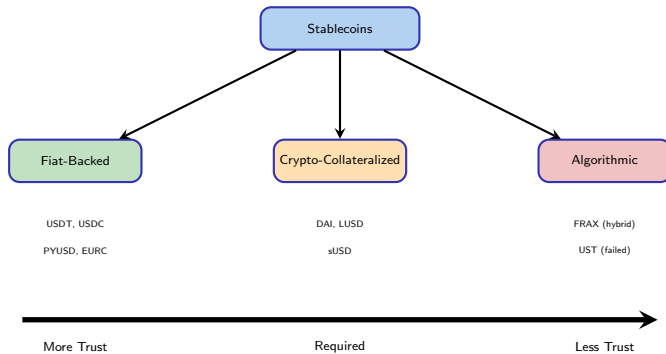 Stablecoins
Fiat-Backed
Crypto-Collateralized
Algorithmic
USDT, USDC
DAI, LUSD
FRAX (hybrid)
PYUSD, EURC
sUSD
UST (failed)
More Trust
Required
Less Trust